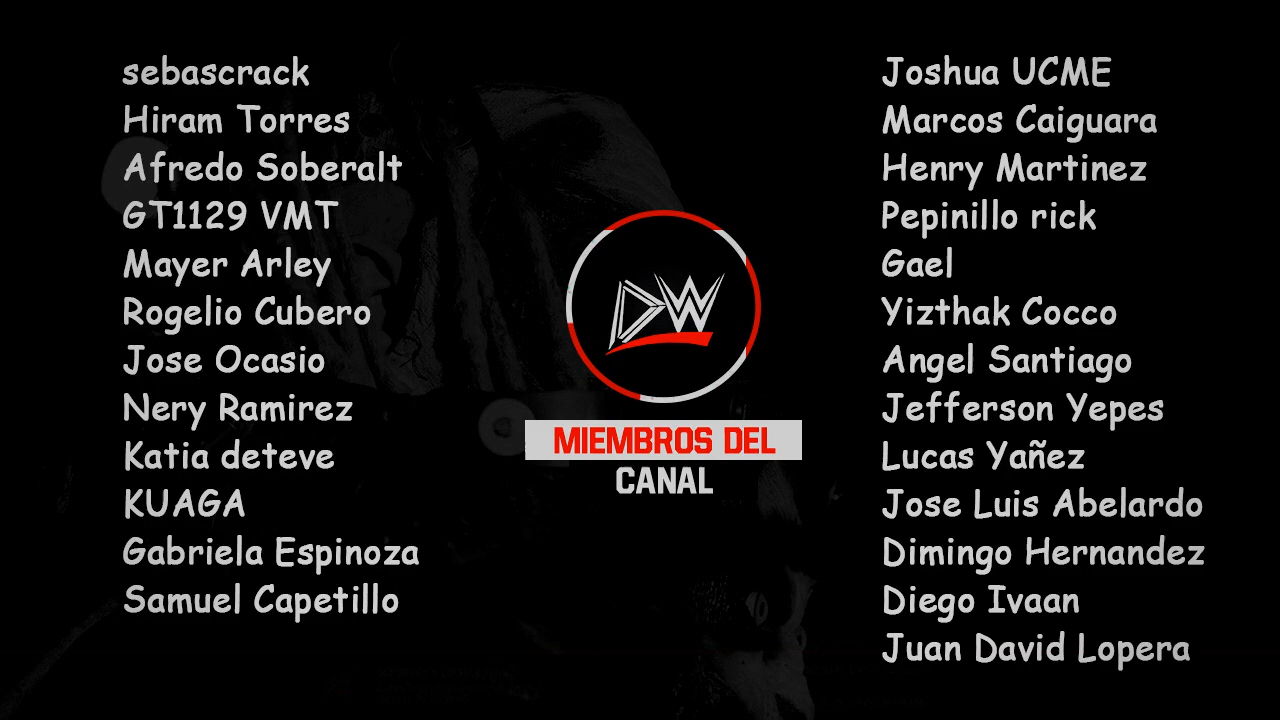 sebascrack
Hiram Torres
Afredo Soberalt
GT1129 VMT
Mayer Arley
Rogelio Cubero
Jose Ocasio
Nery Ramirez
Katia deteve
KUAGA
Gabriela Espinoza
Samuel Capetillo
DW
MIEMBROS DEL
CANAL
Joshua UCME
Marcos Caiguara
Henry Martinez
Pepinillo rick
Gael
Yizthak Cocco
Angel Santiago
Jefferson Yepes
Lucas Yañez
Jose Luis Abelardo
Dimingo Hernandez
Diego Ivaan
Juan David Lopera